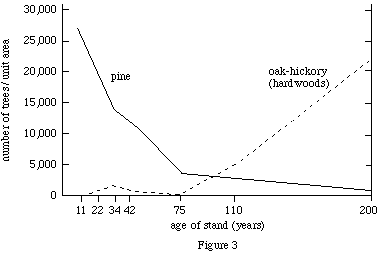 number of trees/unit area
30,000
25,000
20,000
15,000
10,000
5,000
0
pine
oak-hickory
(hardwoods)
11 22 34 42 75 110 200
age of stand (years)
Figure 3